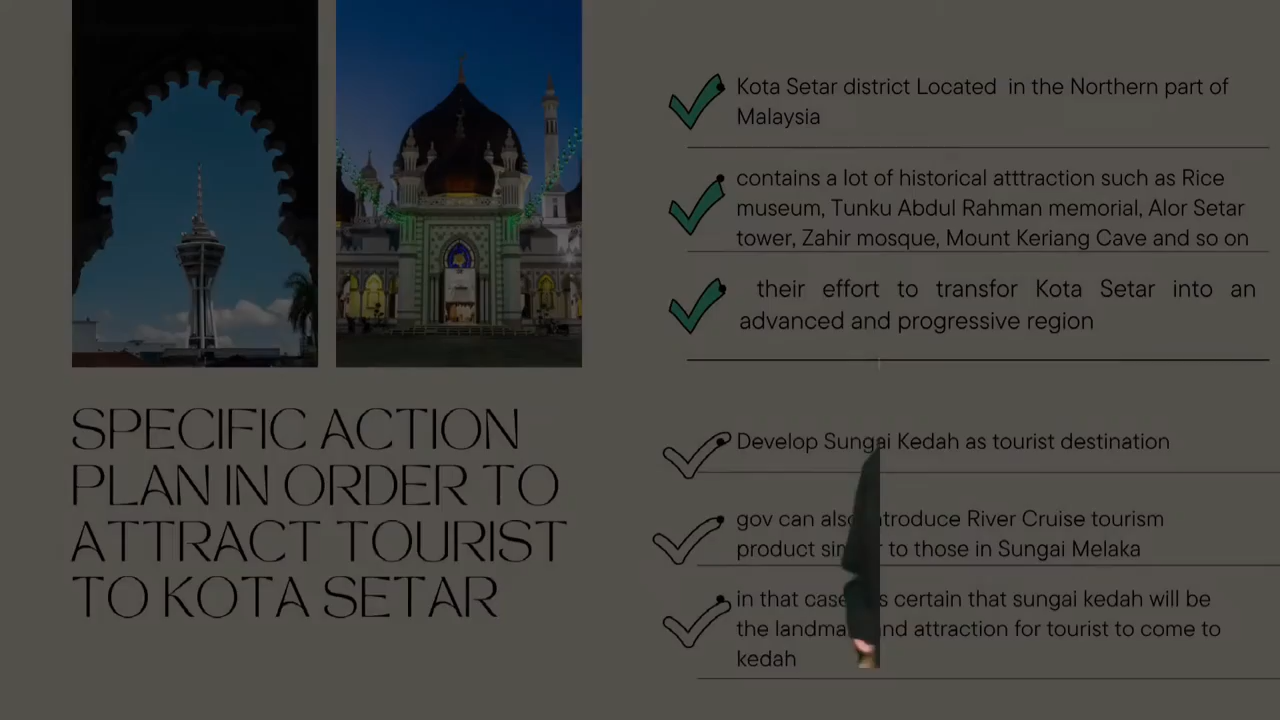 SPECIFIC ACTION
PLAN IN ORDER TO
ATTRACT TOURIST
TO KOTA SETAR
Kota Setar district Located in the Northern part of
Malaysia
contains a lot of historical atttraction such as Rice
museum, Tunku Abdul Rahman memorial, Alor Setar
tower, Zahir mosque, Mount Keriang Cave and so on
their effort to transfor Kota Setar into an
advanced and progressive region
Develop Sungai Kedah as tourist destination
gov can also introduce River Cruise tourism
product to those in Sungai Melaka
in that case certain that sungai kedah will be
the attraction for tourist to come to
kedah